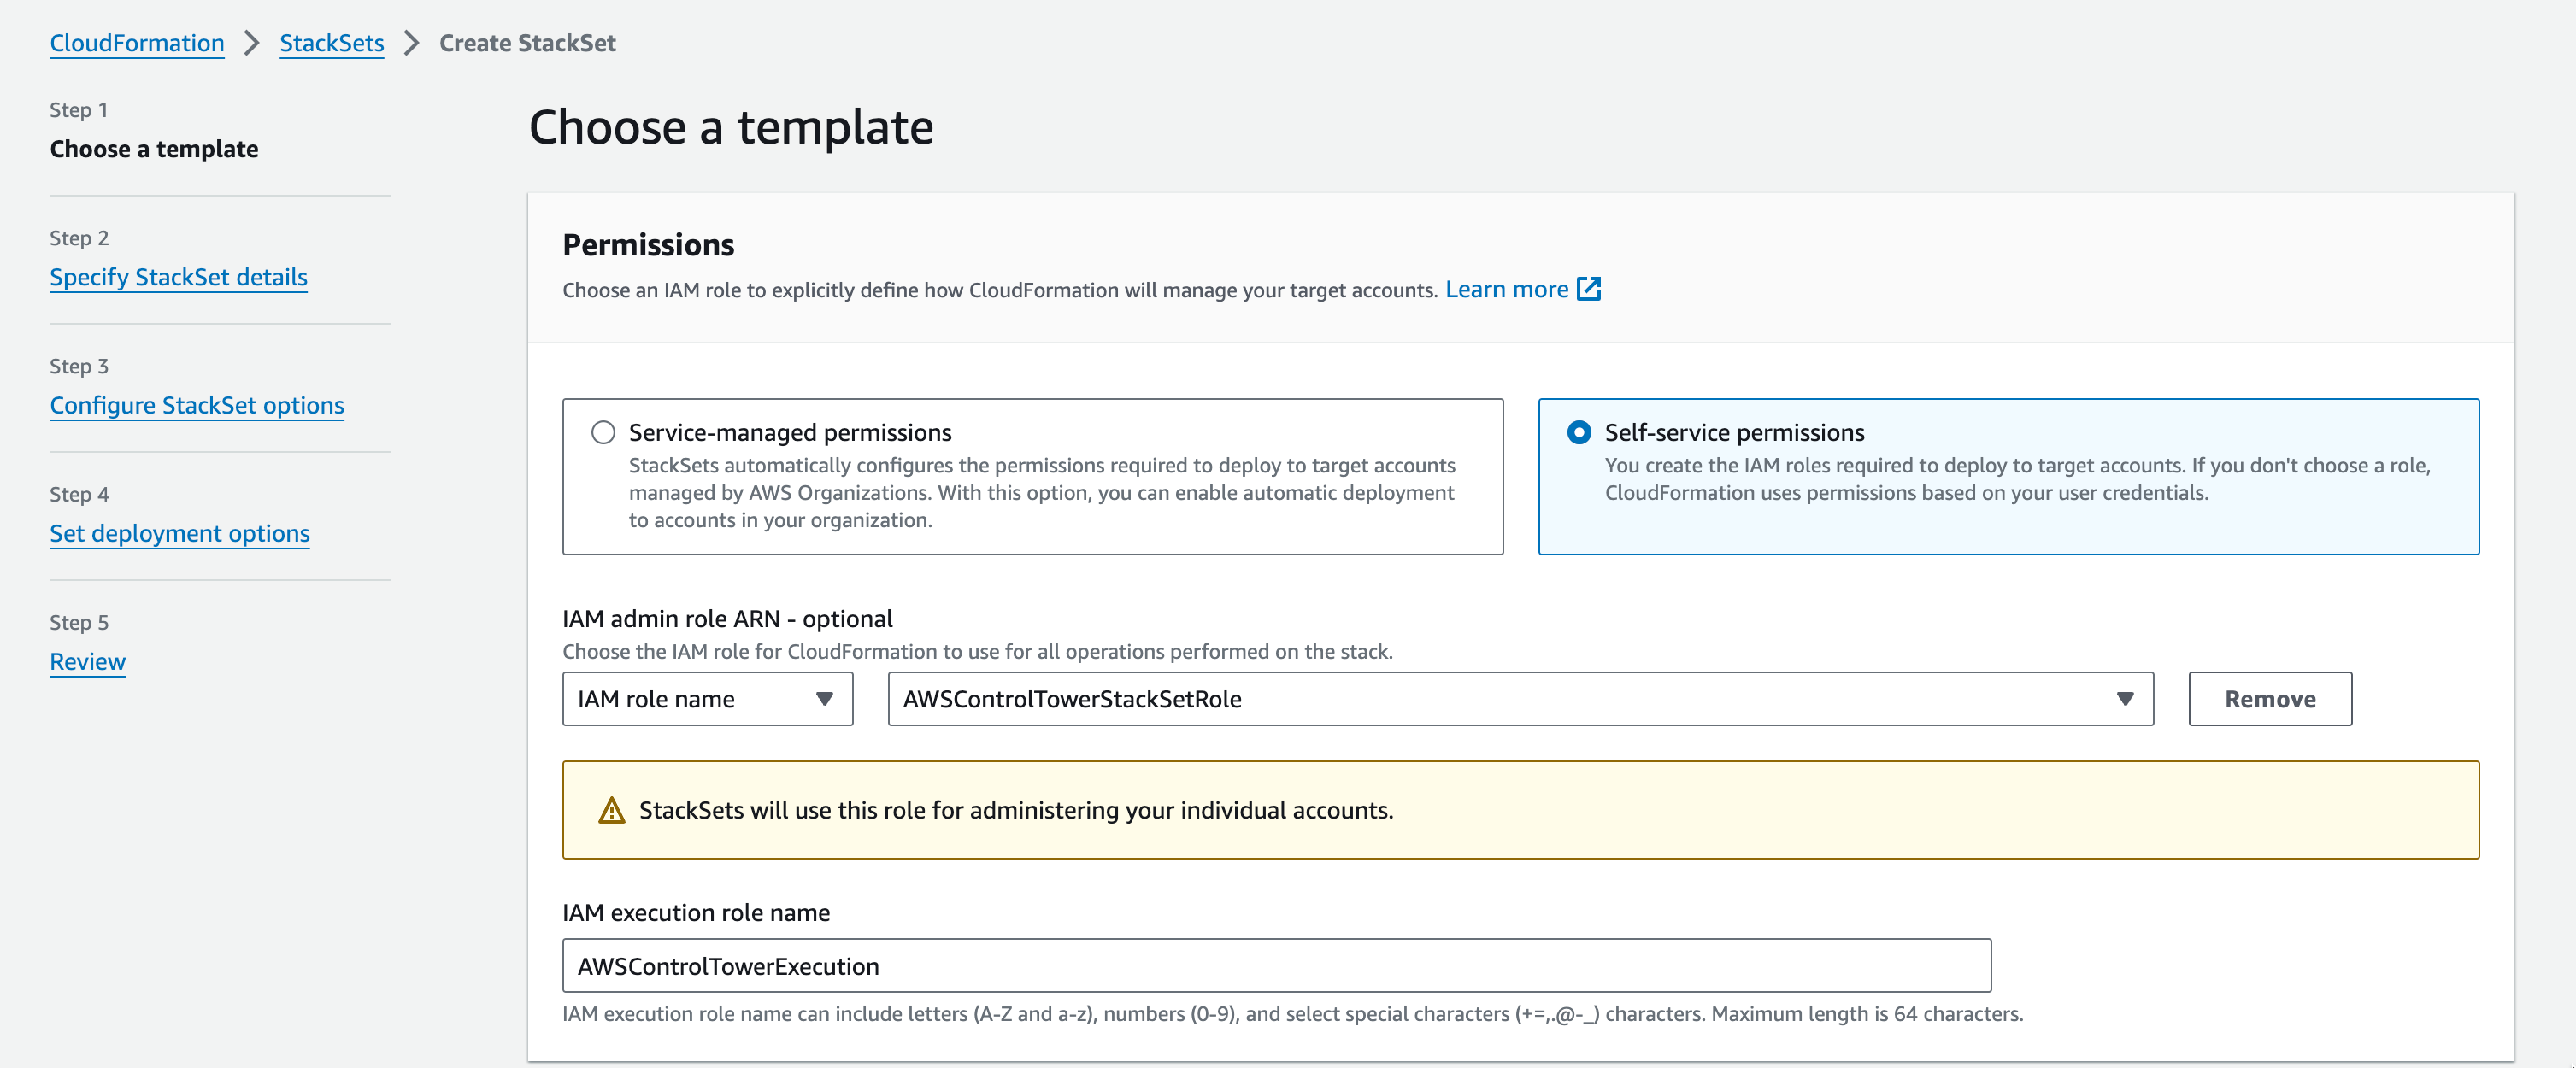 CloudFormation > StackSets > Create StackSet
Step 1
Choose a template
Step 2
Specify StackSet details
Step 3
Configure StackSet options
Step 4
Set deployment options
Step 5
Review
Choose a template
Permissions
Choose an IAM role to explicitly define how CloudFormation will manage your target accounts. Learn more
Service-managed permissions
StackSets automatically configures the permissions required to deploy to target accounts
managed by AWS Organizations. With this option, you can enable automatic deployment
to accounts in your organization.
Self-service permissions
You create the IAM roles required to deploy to target accounts. If you don't choose a role,
CloudFormation uses permissions based on your user credentials.
IAM admin role ARN - optional
Choose the IAM role for CloudFormation to use for all operations performed on the stack.
IAM role name
AWSControlTowerStackSetRole
Remove
StackSets will use this role for administering your individual accounts.
IAM execution role name
AWSControlTowerExecution
IAM execution role name can include letters (A-Z and a-z), numbers (0-9), and select special characters (+=,.@-_) characters. Maximum length is 64 characters.